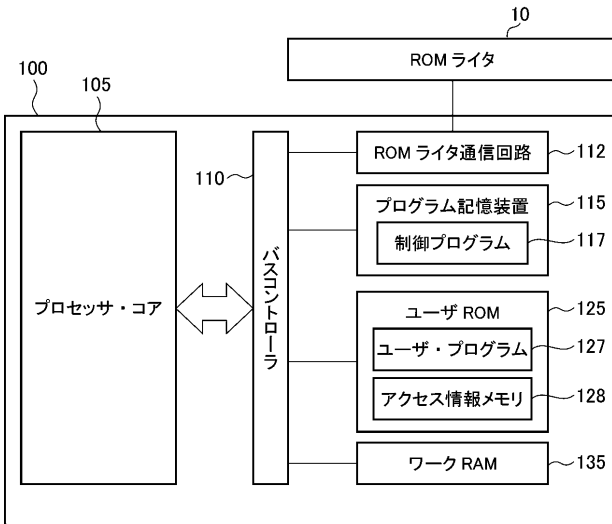 10
ROM ライタ
100
105
プロセッサ・コア
110
バスコントローラ
ROM ライタ通信回路
112
プログラム記憶装置
115
制御プログラム
117
ユーザ ROM
125
ユーザ・プログラム
127
アクセス情報メモリ
128
ワーク RAM
135